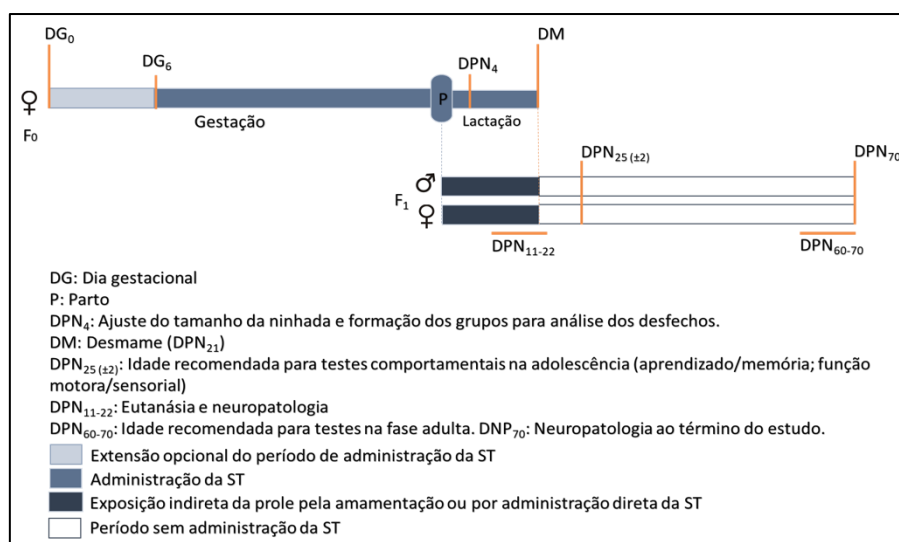 DG0
DM
DG6
DPN4
♀
P
F0
Gestação
Lactação
DPN25 (±2)
DPN70
♂
F1
♀
DPN11-22
DPN60-70
DG: Dia gestacional
P: Parto
DPN4: Ajuste do tamanho da ninhada e formação dos grupos para análise dos desfechos.
DM: Desmame (DPN21)
DPN25 (±2): Idade recomendada para testes comportamentais na adolescência (aprendizado/memória; função
motora/sensorial)
DPN11-22: Eutanásia e neuropatologia
DPN60-70: Idade recomendada para testes na fase adulta. DNP70: Neuropatologia ao término do estudo.
Extensão opcional do período de administração da ST
Administração da ST
Exposição indireta da prole pela amamentação ou por administração direta da ST
Período sem administração da ST